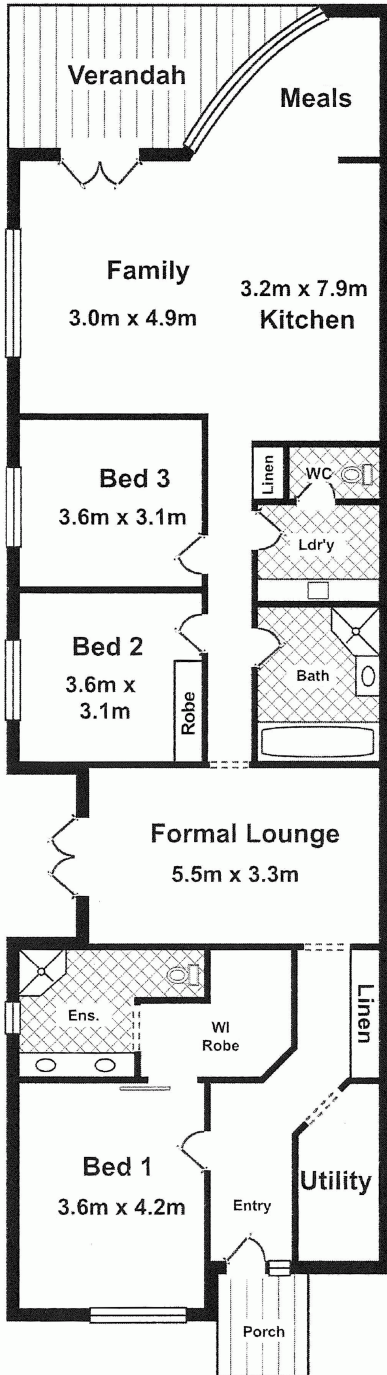 Verandah
Meals
Family
3.0m x 4.9m
3.2m x 7.9m
Kitchen
Bed 3
3.6m x 3.1m
Linen
WC
Ldr'y
Bed 2
3.6m x
3.1m
Robe
Bath
Formal Lounge
5.5m x 3.3m
Ens.
WI
Robe
Linen
Bed 1
3.6m x 4.2m
Entry
Utility
Porch